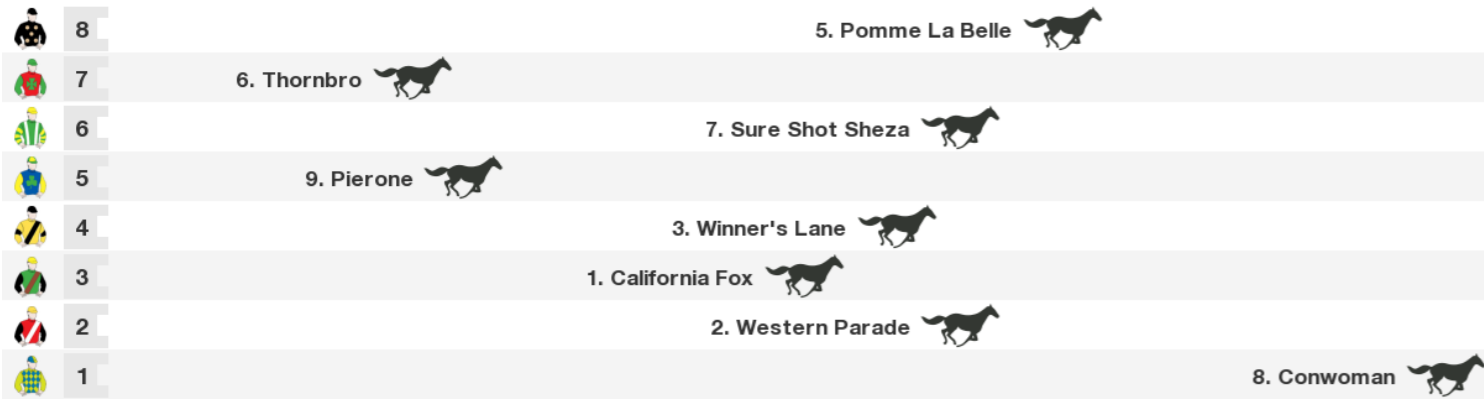 8 5. Pomme La Belle
7 6. Thornbro
6 7. Sure Shot Sheza
5 9. Pierone
4 3. Winner's Lane
3 1. California Fox
2 2. Western Parade
1 8. Conwoman